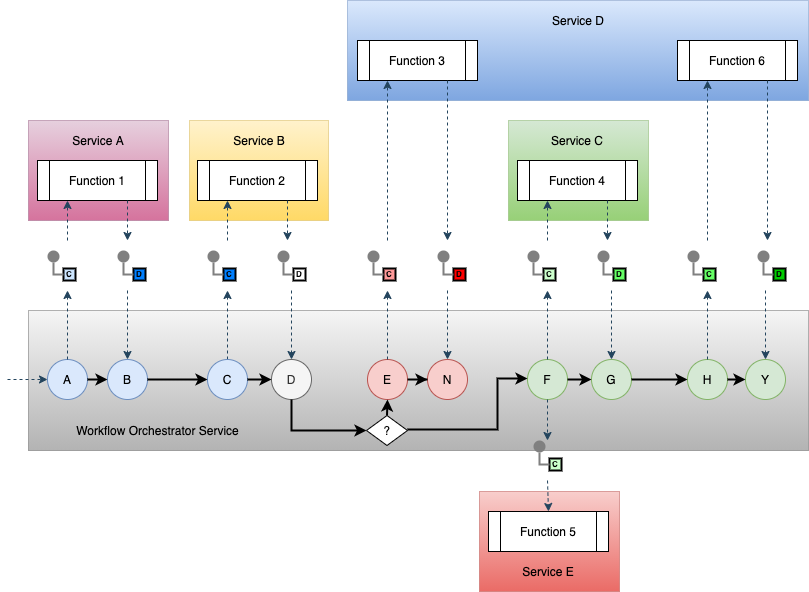 Service D
Function 3
Function 6
Service A
Service B
Service C
Function 1
Function 2
Function 4
C
D
C
D
C
D
C
D
C
D
A
B
C
D
E
N
F
G
H
Y
Workflow Orchestrator Service
?
C
Function 5
Service E